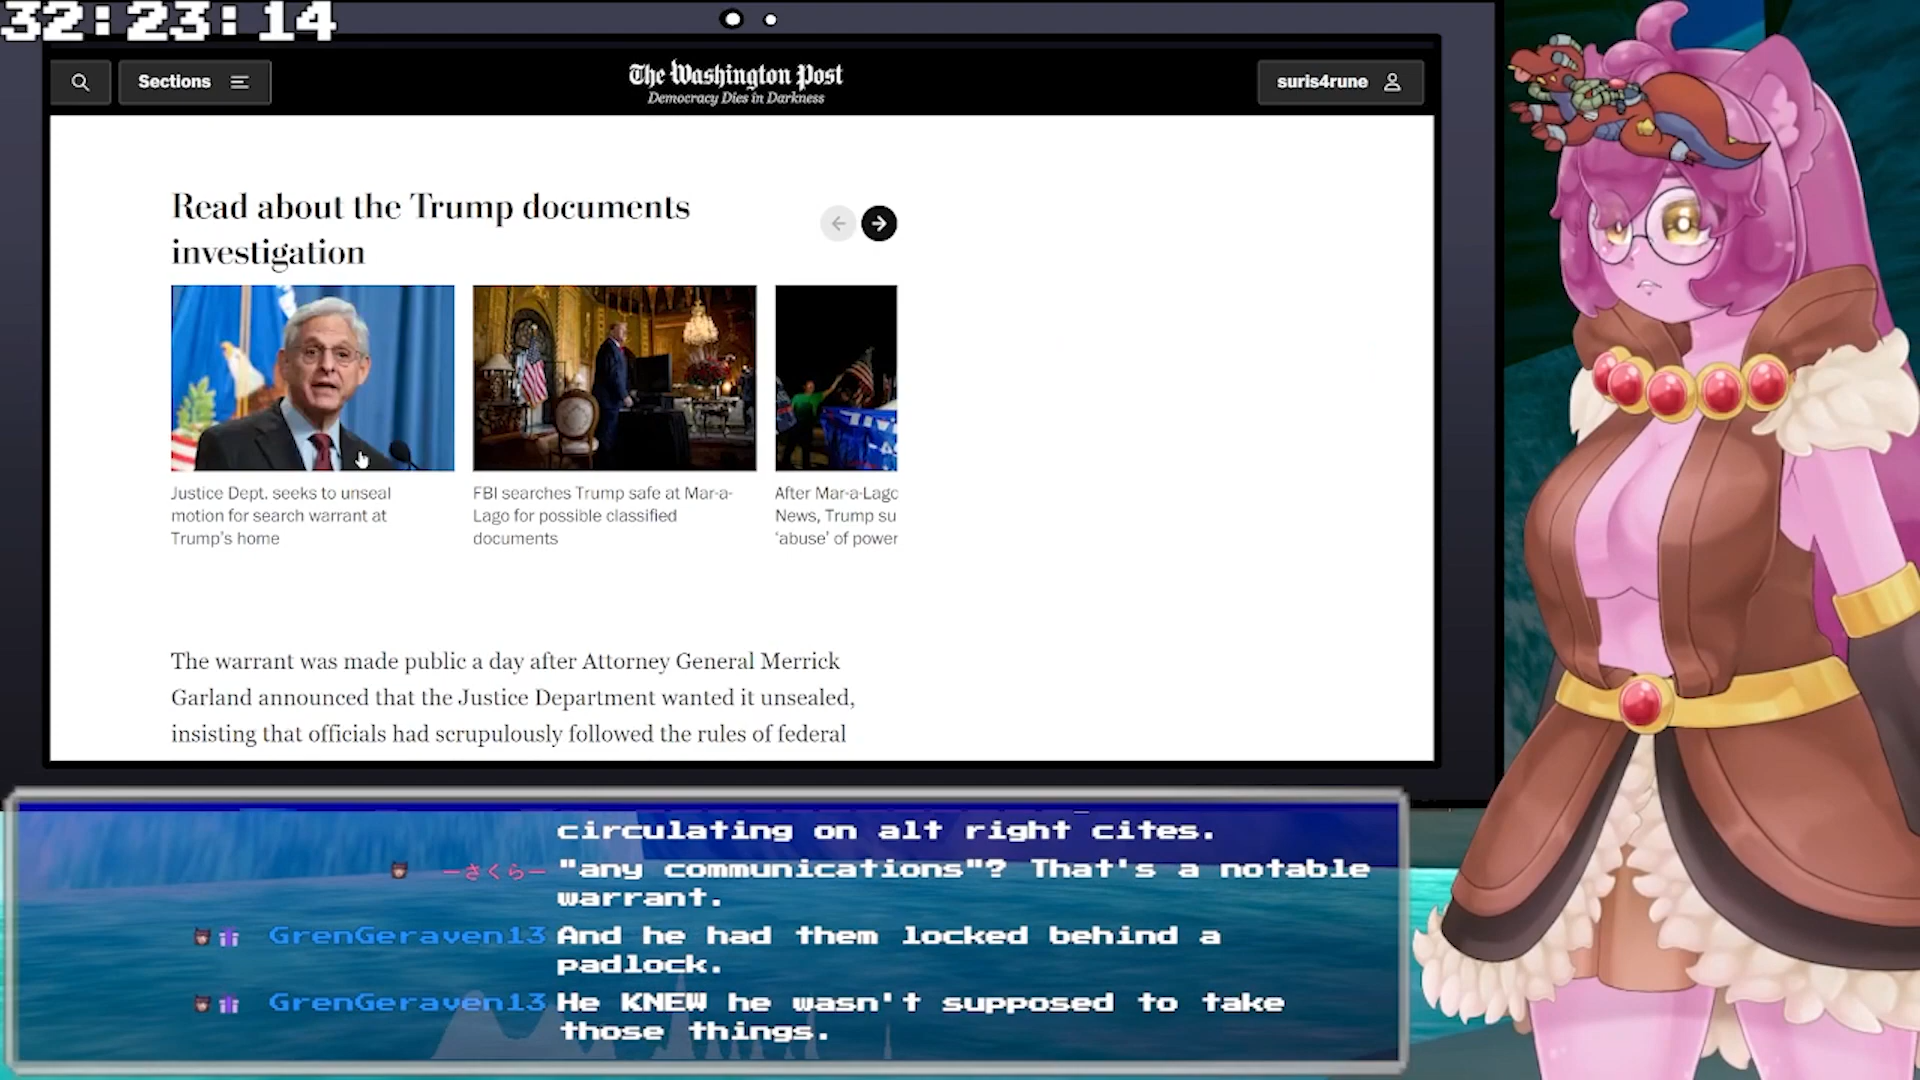 32:23:14
Sections
The Washington Post
Democracy Dies in Darkness
suris4rune
Read about the Trump documents
investigation
Justice Dept. seeks to unseal
motion for search warrant at
Trump's home
FBI searches Trump safe at Mar-a-
Lago for possible classified
documents
After Mar-a-Lago
News, Trump su
'abuse' of power
The warrant was made public a day after Attorney General Merrick
Garland announced that the Justice Department wanted it unsealed,
insisting that officials had scrupulously followed the rules of federal
circulating on alt right cites.
ーさくらー "any communications"? That's a notable
warrant.
GrenGeraven13 And he had them locked behind a
padlock.
GrenGeraven13 He KNEW he wasn't supposed to take
those things.